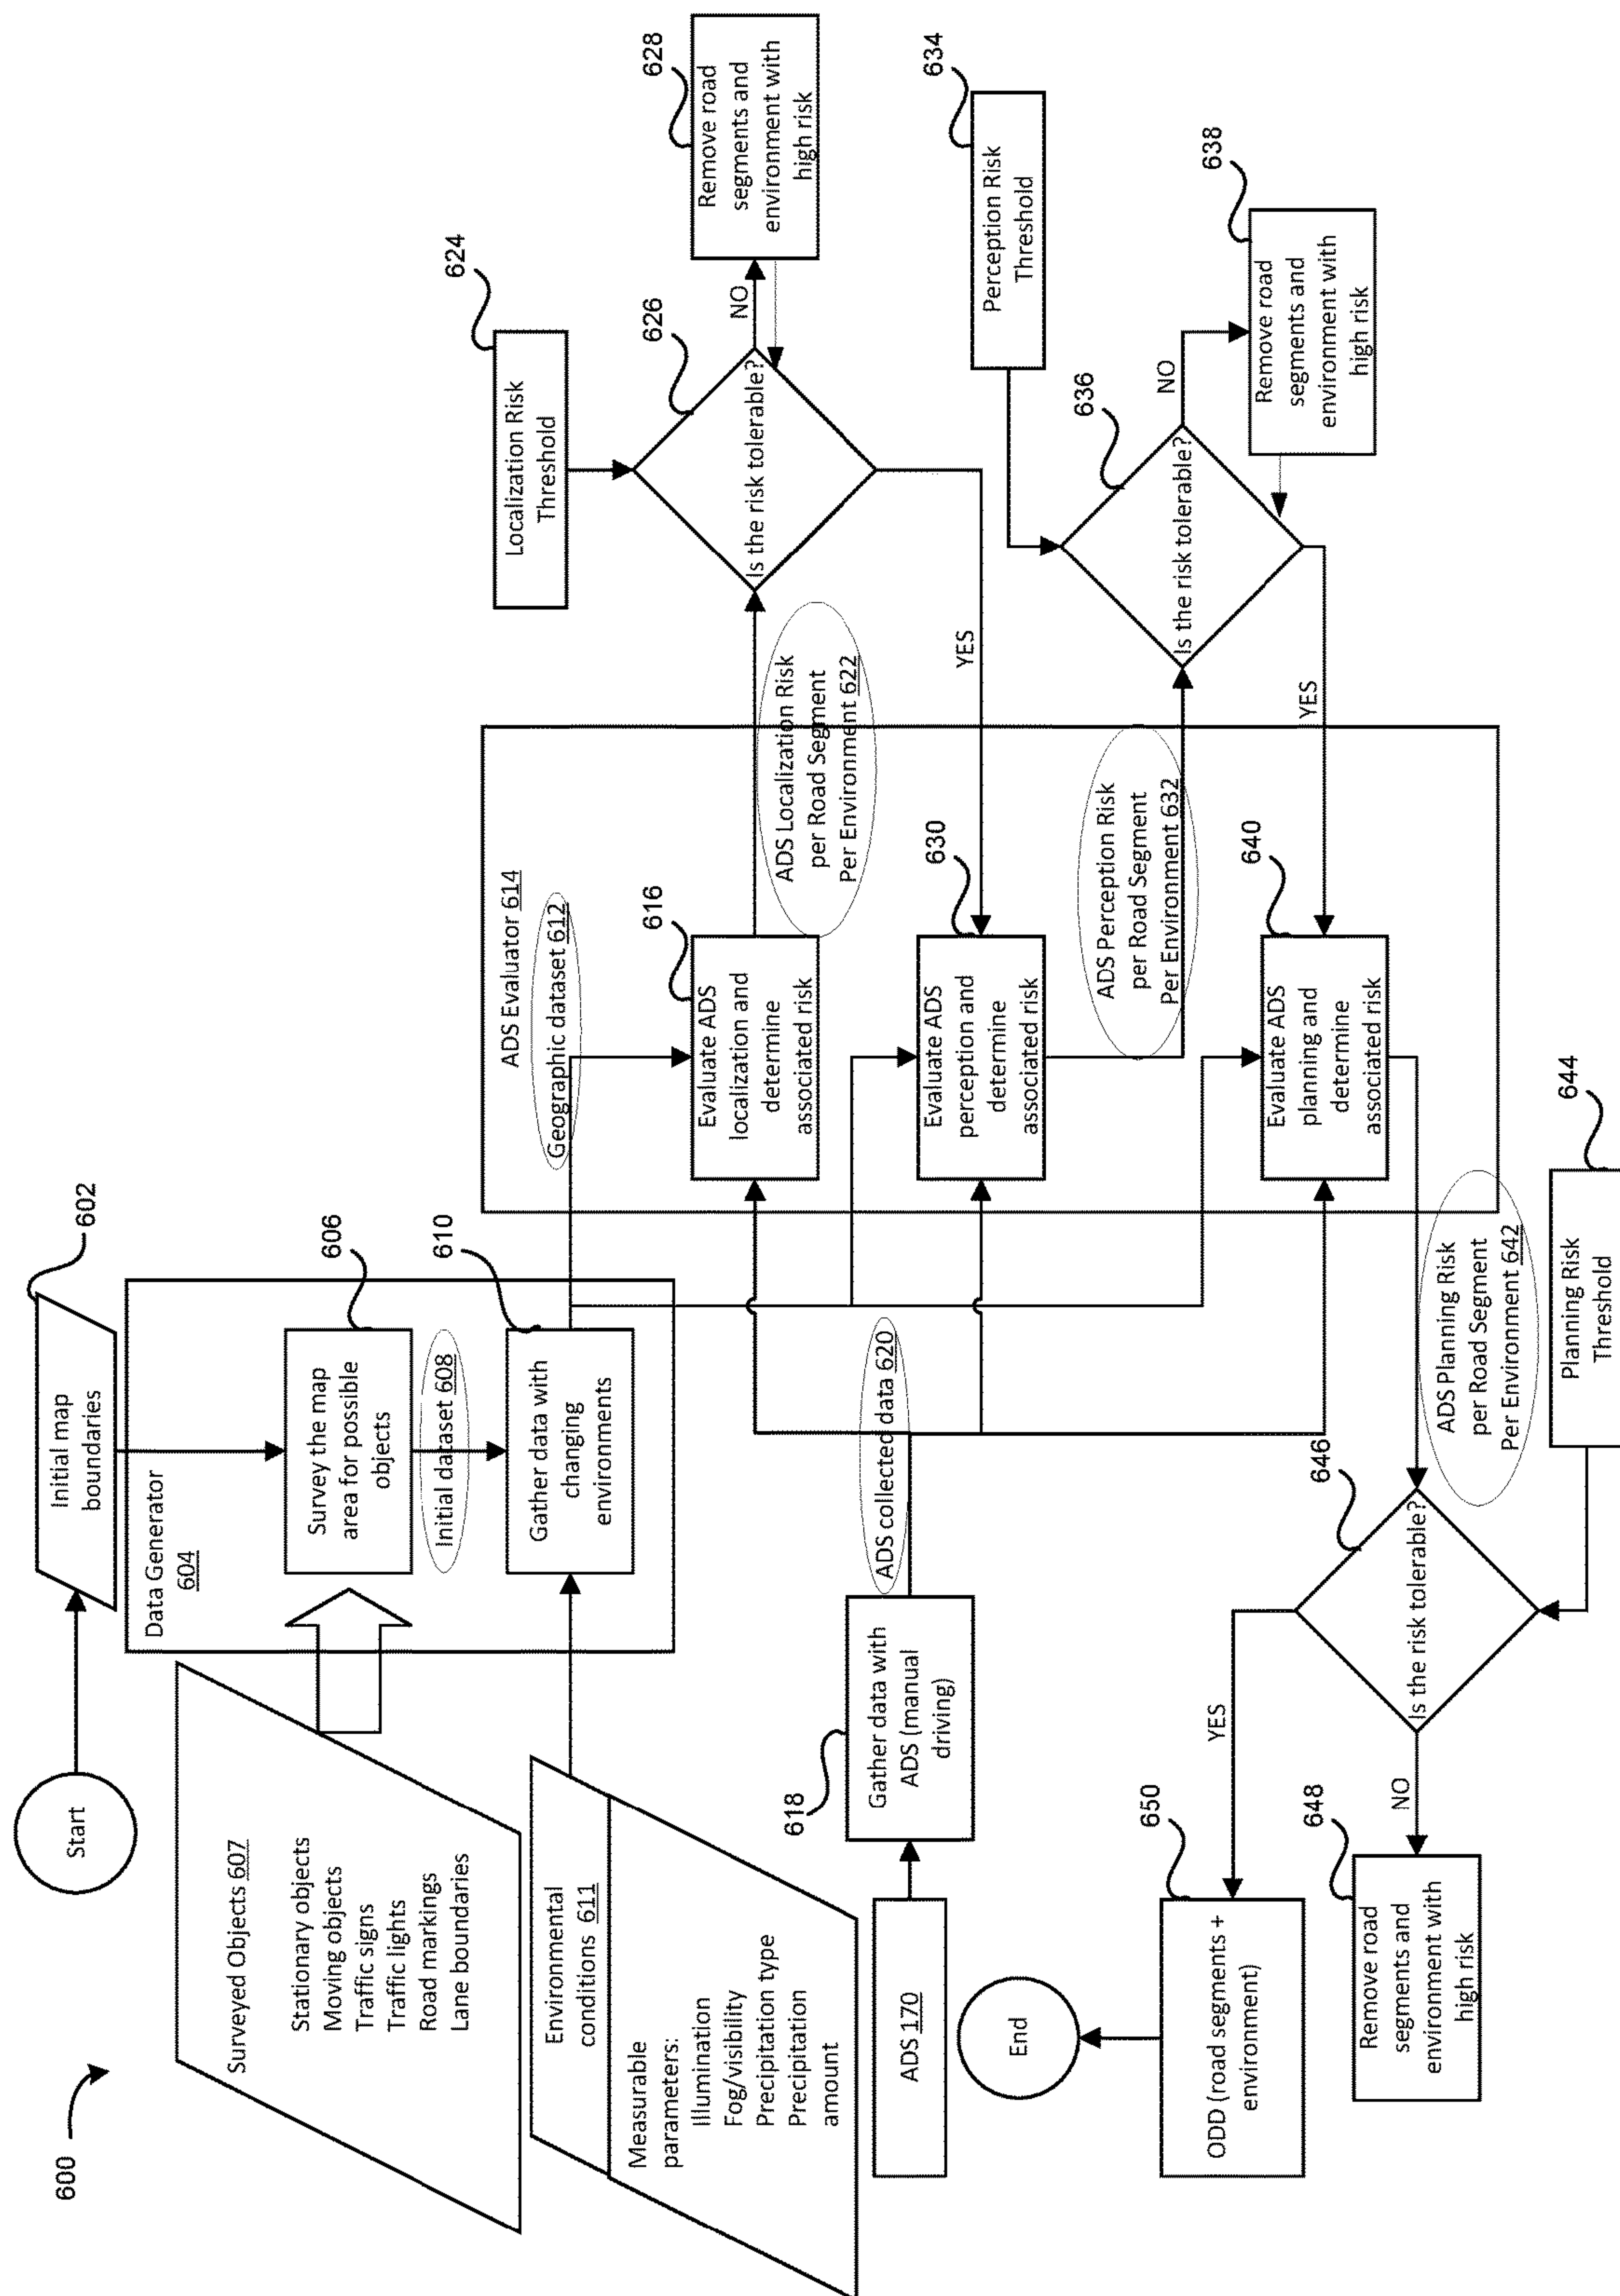 600
Start
Initial map
boundaries
602
Data Generator
604
Surveyed Objects 607
Stationary objects
Moving objects
Traffic signs
Traffic lights
Road markings
Lane boundaries
Survey the map
area for possible
objects
606
Initial dataset 608
Environmental
conditions 611
Measurable
parameters:
Illumination
Fog/visibility
Precipitation type
Precipitation
amount
Gather data with
changing
environments
610
ADS Evaluator 614
Geographic dataset 612
Evaluate ADS
localization and
determine
associated risk
616
ADS Localization Risk
per Road Segment
Per Environment 622
Localization Risk
Threshold
624
Is the risk tolerable?
626
NO
Remove road
segments and
environment with
high risk
628
YES
ADS 170
Gather data with
ADS (manual
driving)
618
ADS collected data 620
Evaluate ADS
perception and
determine
associated risk
630
ADS Perception Risk
per Road Segment
Per Environment 632
Perception Risk
Threshold
634
Is the risk tolerable?
636
NO
Remove road
segments and
environment with
high risk
638
YES
Evaluate ADS
planning and
determine
associated risk
640
ADS Planning Risk
per Road Segment
Per Environment 642
Planning Risk
Threshold
644
Is the risk tolerable?
646
YES
NO
Remove road
segments and
environment with
high risk
648
ODD (road segments +
environment)
650
End